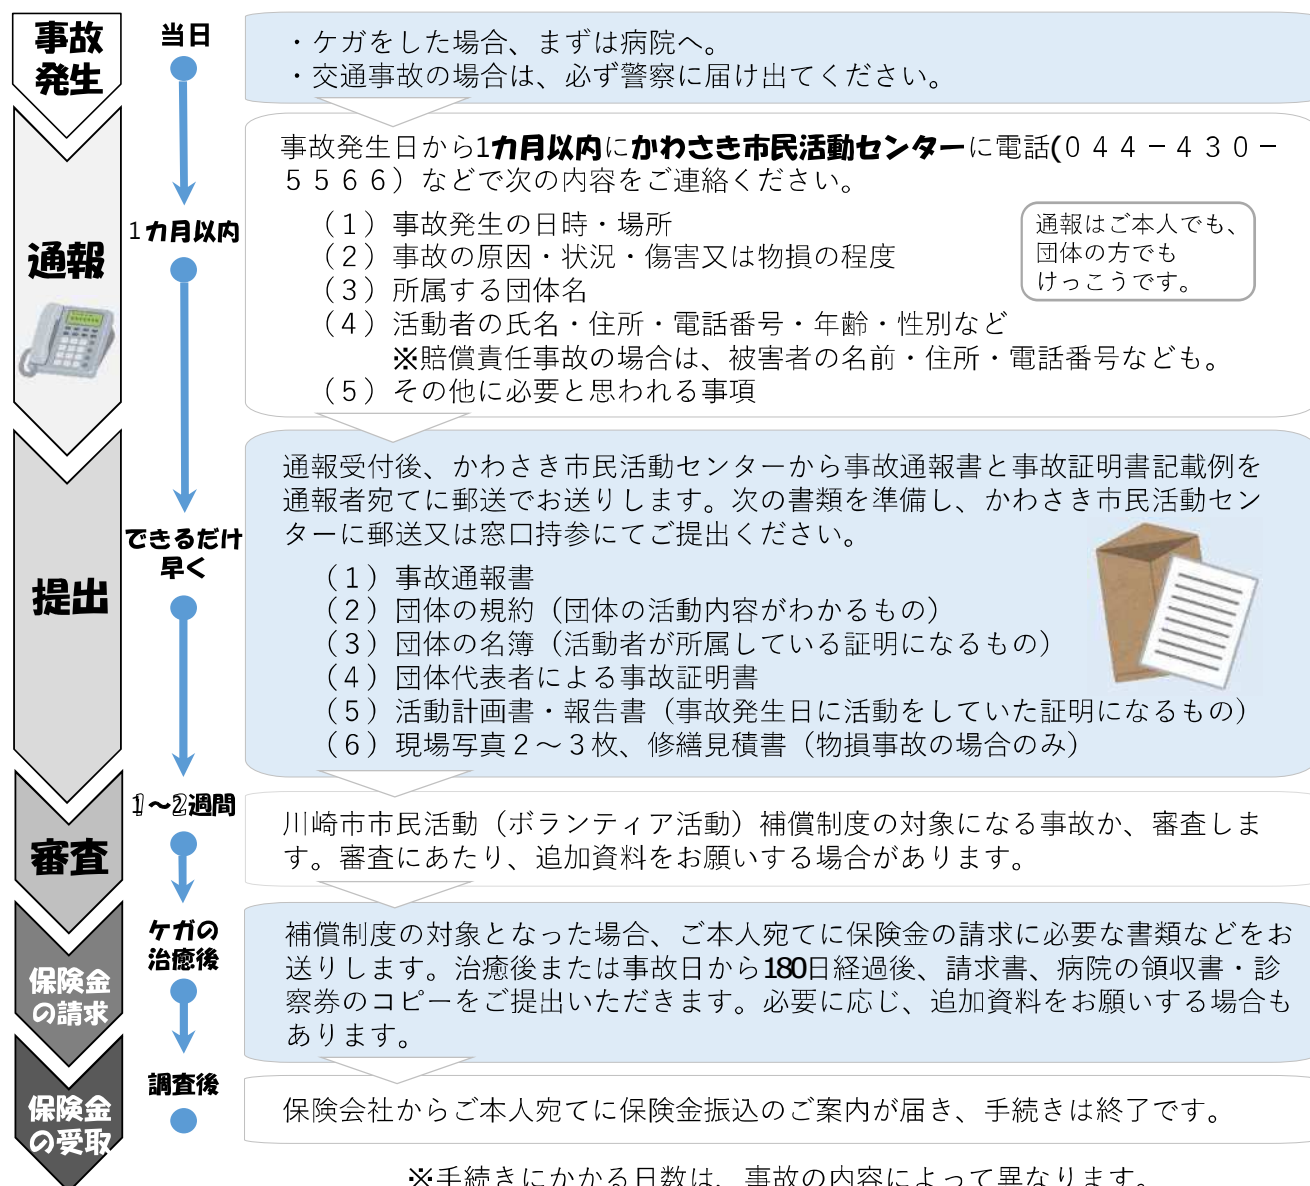 事故
発生
当日
・ケガをした場合、まずは病院へ。
・交通事故の場合は、必ず警察に届け出てください。
通報
1カ月以内
事故発生日から1カ月以内にかわさき市民活動センターに電話(０４４－４３０－
５５６６）などで次の内容をご連絡ください。
（１）事故発生の日時・場所
（２）事故の原因・状況・傷害又は物損の程度
（３）所属する団体名
（４）活動者の氏名・住所・電話番号・年齢・性別など
※賠償責任事故の場合は、被害者の名前・住所・電話番号なども。
（５）その他に必要と思われる事項
通報はご本人でも、
団体の方でも
けっこうです。
提出
できるだけ
早く
通報受付後、かわさき市民活動センターから事故通報書と事故証明書記載例を
通報者宛てに郵送でお送りします。次の書類を準備し、かわさき市民活動セン
ターに郵送又は窓口持参にてご提出ください。
（１）事故通報書
（２）団体の規約（団体の活動内容がわかるもの）
（３）団体の名簿（活動者が所属している証明になるもの）
（４）団体代表者による事故証明書
（５）活動計画書・報告書（事故発生日に活動をしていた証明になるもの）
（６）現場写真２～３枚、修繕見積書（物損事故の場合のみ）
審査
1～2週間
川崎市市民活動（ボランティア活動）補償制度の対象になる事故か、審査しま
す。審査にあたり、追加資料をお願いする場合があります。
保険金
の請求
ケガの
治癒後
補償制度の対象となった場合、ご本人宛てに保険金の請求に必要な書類などをお
送りします。治癒後または事故日から180日経過後、請求書、病院の領収書・診
察券のコピーをご提出いただきます。必要に応じ、追加資料をお願いする場合も
あります。
保険金
の受取
調査後
保険会社からご本人宛てに保険金振込のご案内が届き、手続きは終了です。
※手続きにかかる日数は、事故の内容によって異なります。